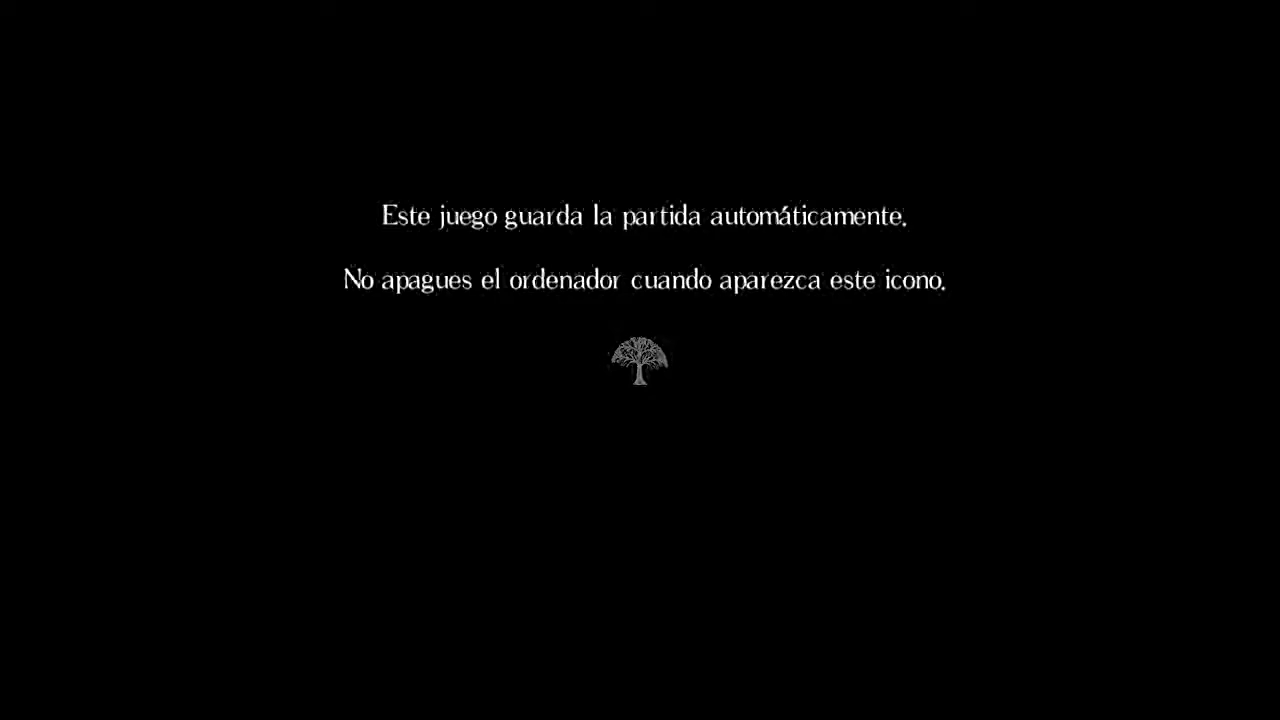 Este juego guarda la partida automáticamente.
No apagues el ordenador cuando aparezca este icono.